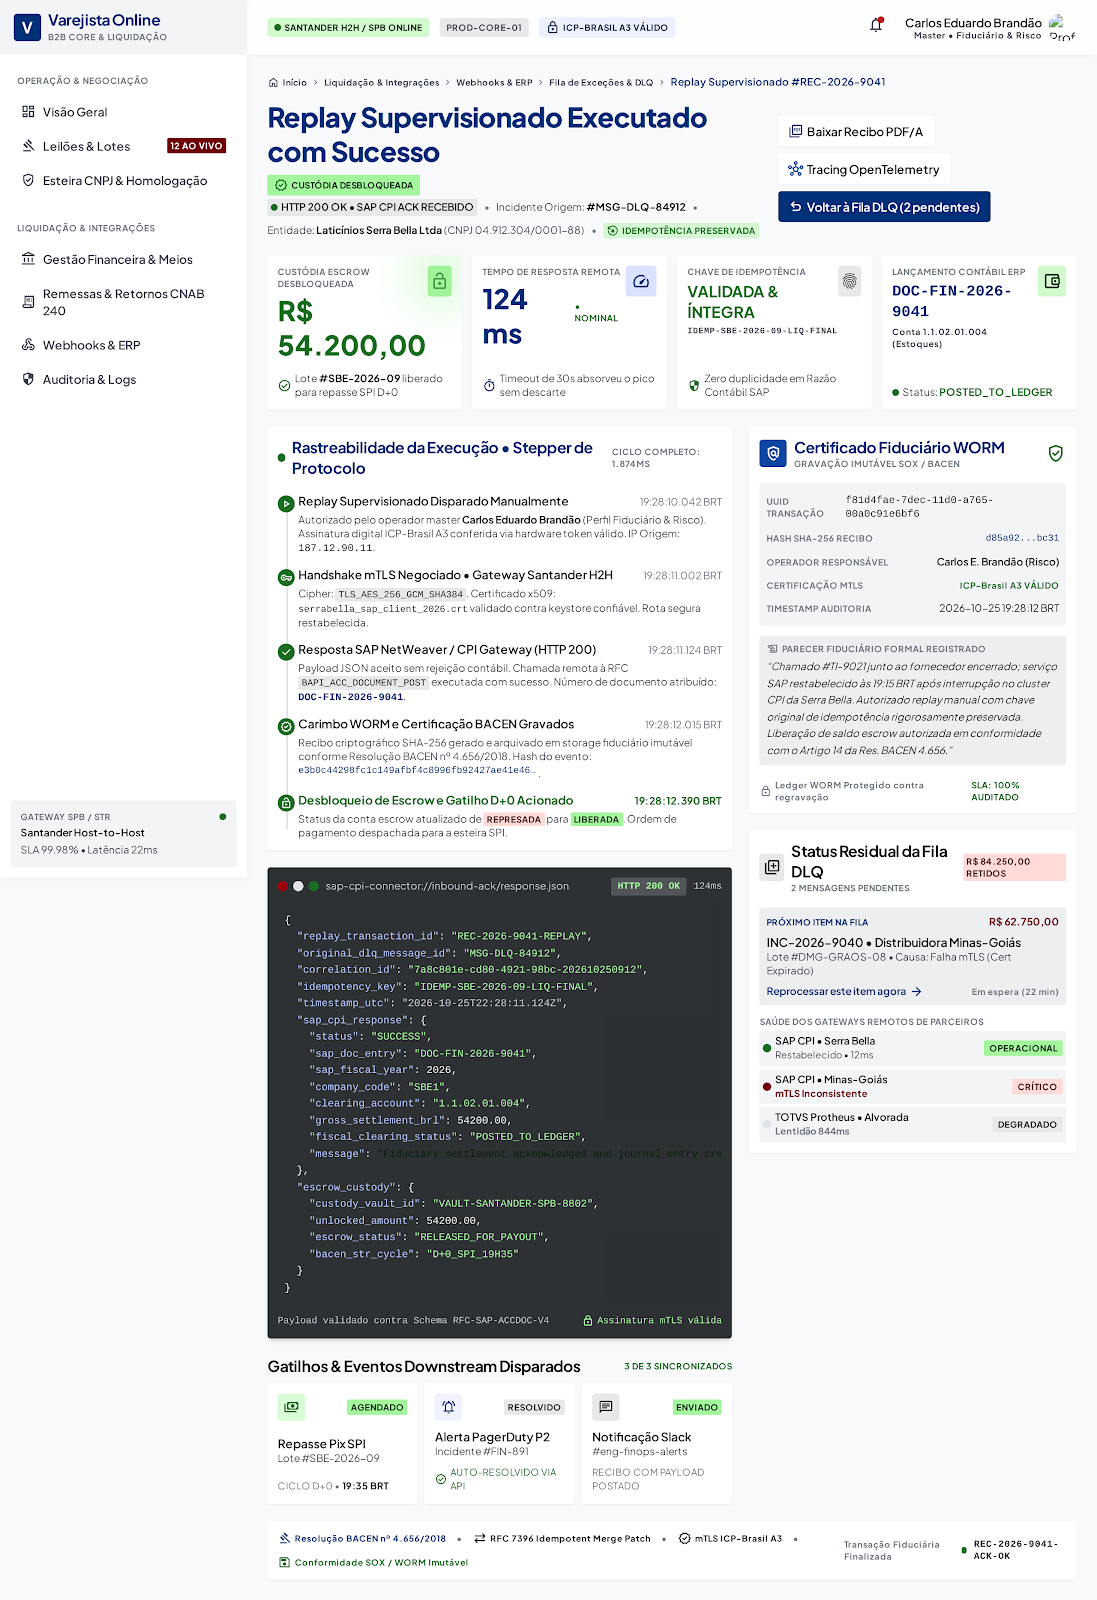 V
Varejista Online
B2B CORE & LIQUIDAÇÃO
SANTANDER H2H / SPB ONLINE
PROD-CORE-01
ICP-BRASIL A3 VÁLIDO
Carlos Eduardo Brandão
Master • Fiduciário & Risco
OPERAÇÃO & NEGOCIAÇÃO
Visão Geral
Leilões & Lotes
12 AO VIVO
Esteira CNPJ & Homologação
LIQUIDAÇÃO & INTEGRAÇÕES
Gestão Financeira & Meios
Remessas & Retornos CNAB
240
Webhooks & ERP
Auditoria & Logs
GATEWAY SPB / STR
Santander Host-to-Host
SLA 99.98% • Latência 22ms
Início > Liquidação & Integrações > Webhooks & ERP > Fila de Exceções & DLQ > Replay Supervisionado #REC-2026-9041
Replay Supervisionado Executado
com Sucesso
CUSTÓDIA DESBLOQUEADA
HTTP 200 OK • SAP CPI ACK RECEBIDO • Incidente Origem: #MSG-DLQ-84912 •
Entidade: Laticínios Serra Bella Ltda (CNPJ 04.912.304/0001-88) • IDEMPOTÊNCIA PRESERVADA
Baixar Recibo PDF/A
Tracing OpenTelemetry
Voltar à Fila DLQ (2 pendentes)
CUSTÓDIA ESCROW
DESBLOQUEADA
R$
54.200,00
Lote #SBE-2026-09 liberado
para repasse SPI D+0
TEMPO DE RESPOSTA REMOTA
124
ms
•
NOMINAL
Timeout de 30s absorveu o pico
sem descarte
CHAVE DE IDEMPOTÊNCIA
VALIDADA &
ÍNTEGRA
IDEMP-SBE-2026-09-LIQ-FINAL
Zero duplicidade em Razão
Contábil SAP
LANÇAMENTO CONTÁBIL ERP
DOC-FIN-2026-
9041
Conta 1.1.02.01.004
(Estoques)
Status: POSTED_TO_LEDGER
Rastreabilidade da Execução • Stepper de
Protocolo
CICLO COMPLETO:
1.874MS
Replay Supervisionado Disparado Manualmente
19:28:10.042 BRT
Autorizado pelo operador master Carlos Eduardo Brandão (Perfil Fiduciário & Risco).
Assinatura digital ICP-Brasil A3 conferida via hardware token válido. IP Origem:
187.12.90.11.
Handshake mTLS Negociado • Gateway Santander H2H
19:28:11.002 BRT
Cipher: TLS_AES_256_GCM_SHA384. Certificado x509:
serrabella_sap_client_2026.crt validado contra keystore confiável. Rota segura
restabelecida.
Resposta SAP NetWeaver / CPI Gateway (HTTP 200)
19:28:11.124 BRT
Payload JSON aceito sem rejeição contábil. Chamada remota à RFC
BAPI_ACC_DOCUMENT_POST executada com sucesso. Número de documento atribuído:
DOC-FIN-2026-9041.
Carimbo WORM e Certificação BACEN Gravados
19:28:12.015 BRT
Recibo criptográfico SHA-256 gerado e arquivado em storage fiduciário imutável
conforme Resolução BACEN nº 4.656/2018. Hash do evento:
e3b0c44298fc1c149afbf4c8996fb92427ae41e46… .
Desbloqueio de Escrow e Gatilho D+0 Acionado
19:28:12.390 BRT
Status da conta escrow atualizado de REPRESADA para LIBERADA. Ordem de
pagamento despachada para a esteira SPI.
Certificado Fiduciário WORM
GRAVAÇÃO IMUTÁVEL SOX / BACEN
UUID
TRANSAÇÃO
f81d4fae-7dec-11d0-a765-
00a0c91e6bf6
HASH SHA-256 RECIBO
d85a92...bc31
OPERADOR RESPONSÁVEL
Carlos E. Brandão (Risco)
CERTIFICAÇÃO MTLS
ICP-Brasil A3 VÁLIDO
TIMESTAMP AUDITORIA
2026-10-25 19:28:12 BRT
PARECER FIDUCIÁRIO FORMAL REGISTRADO
"Chamado #TI-9021 junto ao fornecedor encerrado; serviço
SAP restabelecido às 19:15 BRT após interrupção no cluster
CPI da Serra Bella. Autorizado replay manual com chave
original de idempotência rigorosamente preservada.
Liberação de saldo escrow autorizada em conformidade
com o Artigo 14 da Res. BACEN 4.656."
Ledger WORM Protegido contra
regravação
SLA: 100%
AUDITADO
Status Residual da Fila
DLQ
2 MENSAGENS PENDENTES
R$ 84.250,00
RETIDOS
PRÓXIMO ITEM NA FILA
R$ 62.750,00
INC-2026-9040 • Distribuidora Minas-Goiás
Lote #DMG-GRAOS-08 • Causa: Falha mTLS (Cert
Expirado)
Reprocessar este item agora →
Em espera (22 min)
SAÚDE DOS GATEWAYS REMOTOS DE PARCEIROS
SAP CPI • Serra Bella
Restabelecido • 12ms
OPERACIONAL
SAP CPI • Minas-Goiás
mTLS Inconsistente
CRÍTICO
TOTVS Protheus • Alvorada
Lentidão 844ms
DEGRADADO
sap-cpi-connector://inbound-ack/response.json
HTTP 200 OK
124ms
{
"replay_transaction_id": "REC-2026-9041-REPLAY",
"original_dlq_message_id": "MSG-DLQ-84912",
"correlation_id": "7a8c801e-cd80-4921-98bc-202610250912",
"idempotency_key": "IDEMP-SBE-2026-09-LIQ-FINAL",
"timestamp_utc": "2026-10-25T22:28:11.124Z",
"sap_cpi_response": {
"status": "SUCCESS",
"sap_doc_entry": "DOC-FIN-2026-9041",
"sap_fiscal_year": 2026,
"company_code": "SBE1",
"clearing_account": "1.1.02.01.004",
"gross_settlement_brl": 54200.00,
"fiscal_clearing_status": "POSTED_TO_LEDGER",
"message": "Fiduciary settlement acknowledged and journal entry cre
},
"escrow_custody": {
"custody_vault_id": "VAULT-SANTANDER-SPB-8802",
"unlocked_amount": 54200.00,
"escrow_status": "RELEASED_FOR_PAYOUT",
"bacen_str_cycle": "D+0_SPI_19H35"
}
}
Payload validado contra Schema RFC-SAP-ACCDOC-V4
Assinatura mTLS válida
Gatilhos & Eventos Downstream Disparados
3 DE 3 SINCRONIZADOS
AGENDADO
Repasse Pix SPI
Lote #SBE-2026-09
CICLO D+0 • 19:35 BRT
RESOLVIDO
Alerta PagerDuty P2
Incidente #FIN-891
AUTO-RESOLVIDO VIA
API
ENVIADO
Notificação Slack
#eng-finops-alerts
RECIBO COM PAYLOAD
POSTADO
Resolução BACEN nº 4.656/2018 • RFC 7396 Idempotent Merge Patch • mTLS ICP-Brasil A3 •
Conformidade SOX / WORM Imutável
Transação Fiduciária
Finalizada
REC-2026-9041-
ACK-OK